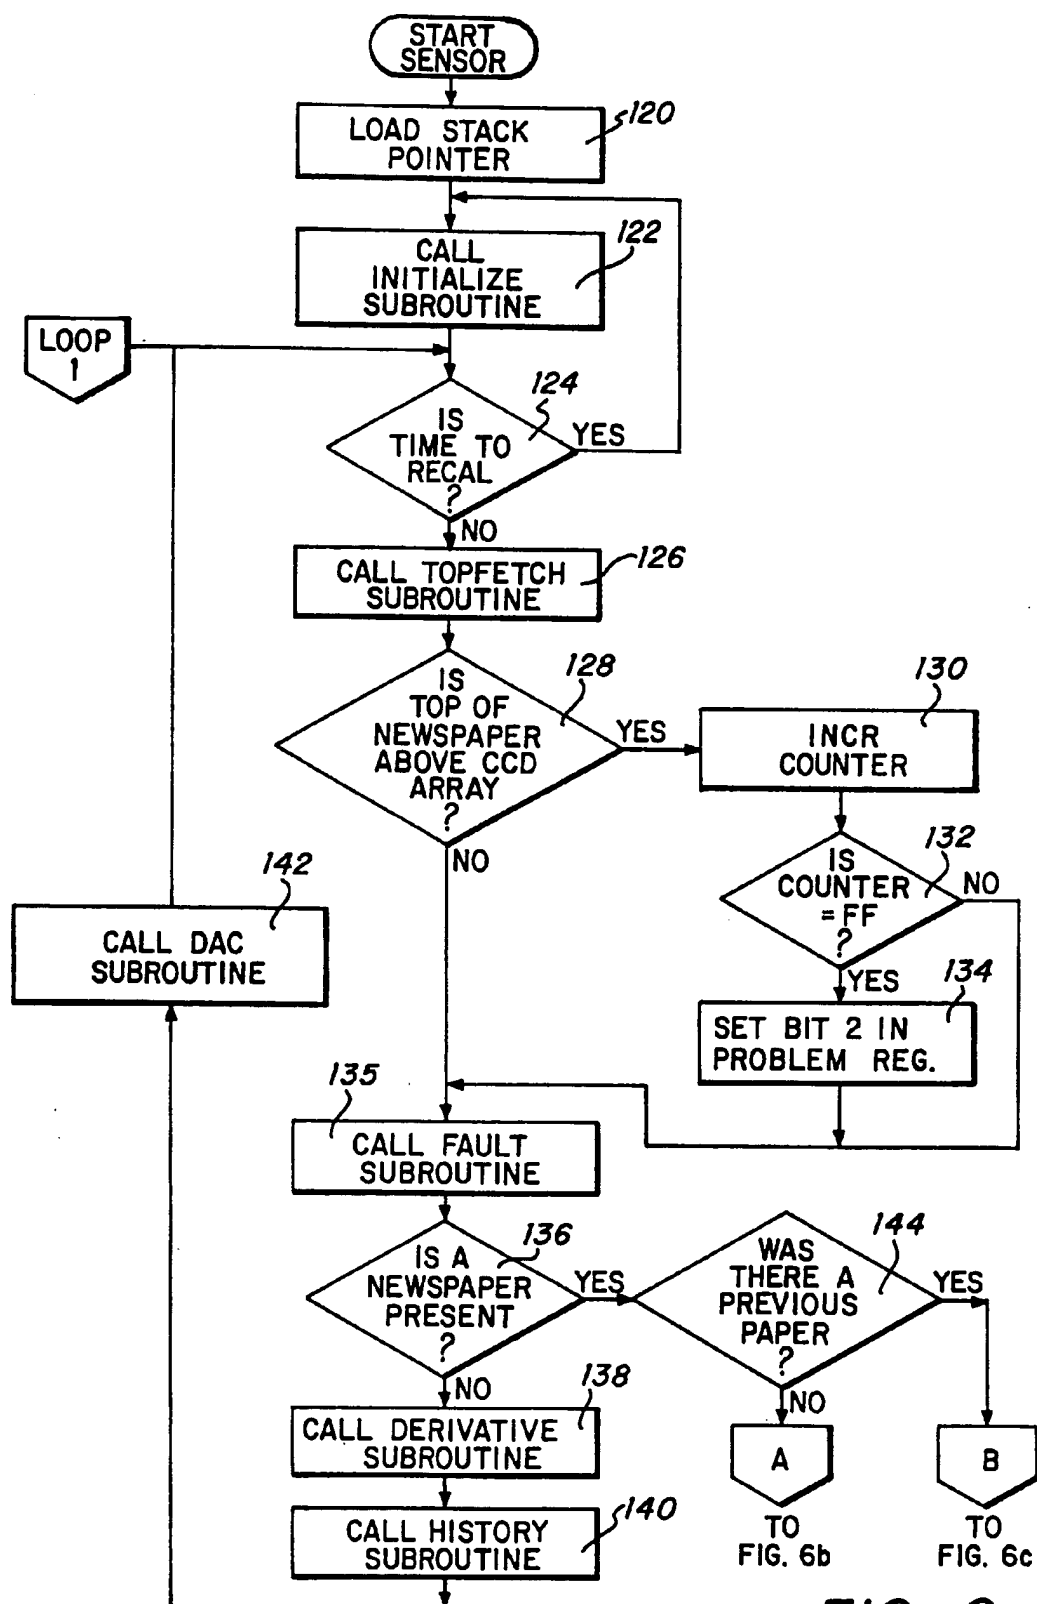 START
SENSOR
120
LOAD STACK
POINTER
122
CALL
INITIALIZE
SUBROUTINE
LOOP
1
124
IS
TIME TO
RECAL
?
YES
NO
126
CALL TOPFETCH
SUBROUTINE
128
IS
TOP OF
NEWSPAPER
ABOVE CCD
ARRAY
?
YES
NO
130
INCR
COUNTER
132
IS
COUNTER
=FF
?
NO
YES
134
SET BIT 2 IN
PROBLEM REG.
142
CALL DAC
SUBROUTINE
135
CALL FAULT
SUBROUTINE
136
IS A
NEWSPAPER
PRESENT
?
YES
NO
144
WAS
THERE A
PREVIOUS
PAPER
?
YES
NO
138
CALL DERIVATIVE
SUBROUTINE
140
CALL HISTORY
SUBROUTINE
A
TO
FIG. 6b
B
TO
FIG. 6c